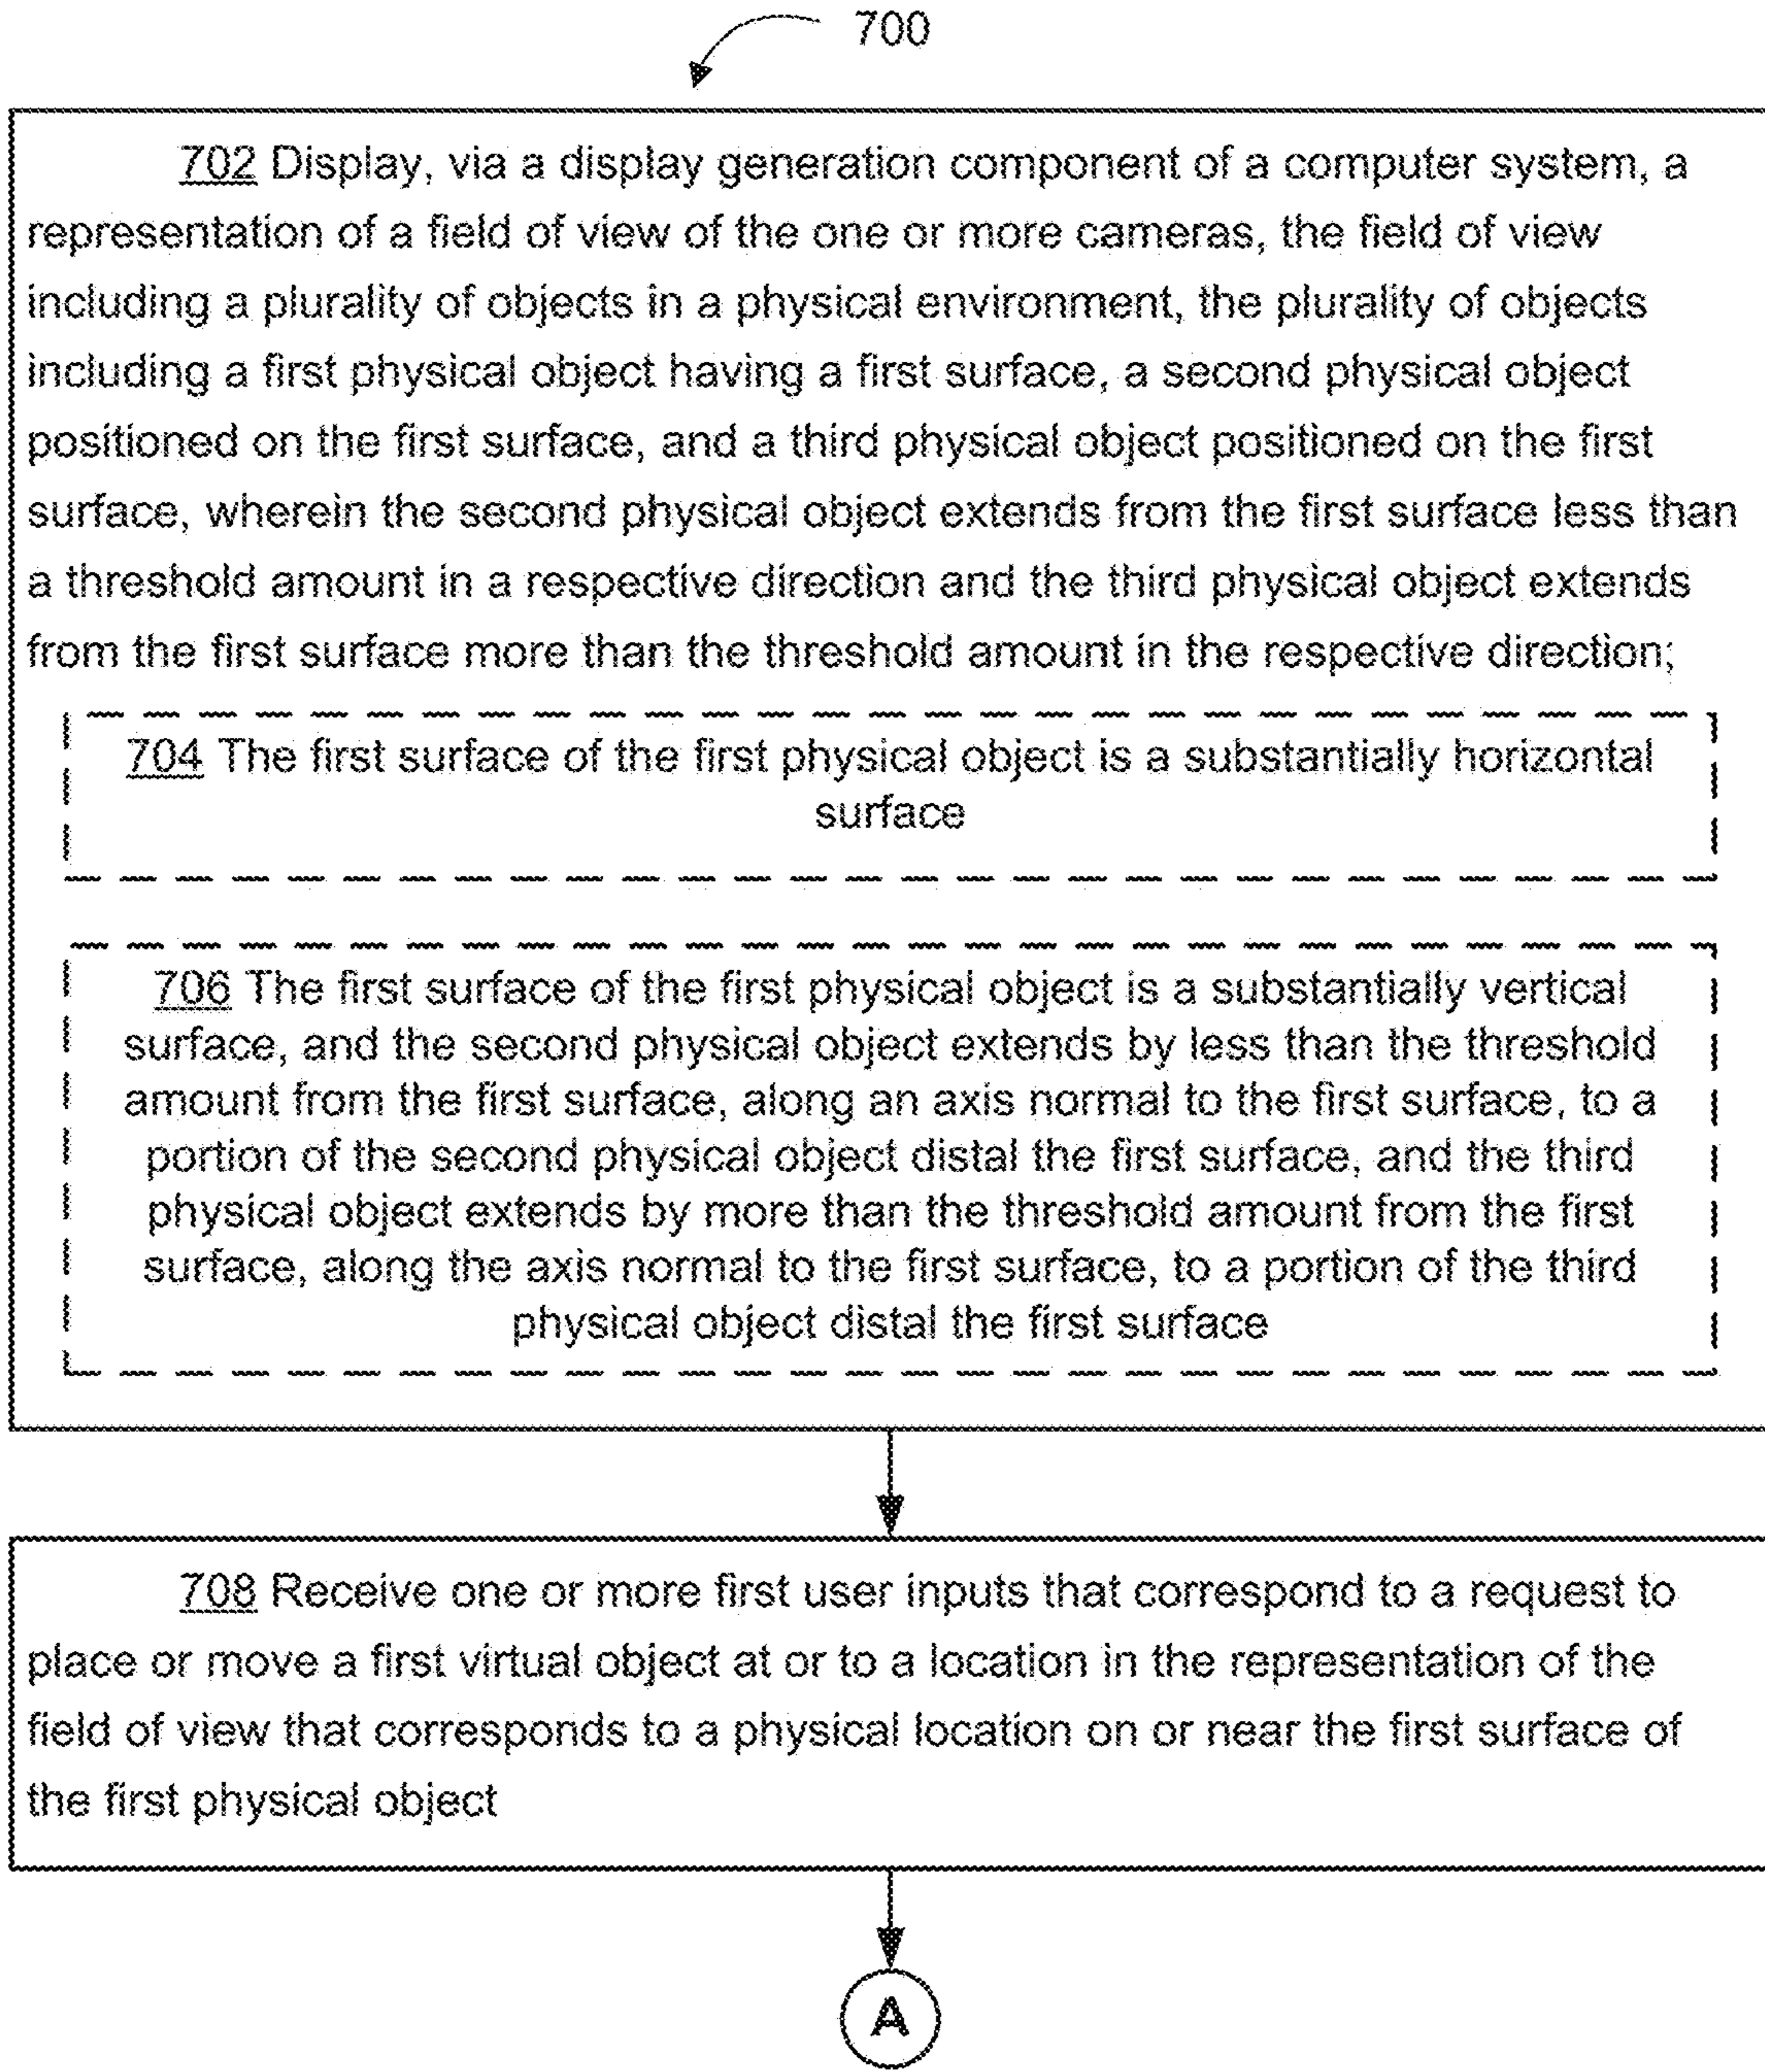 700
702 Display, via a display generation component of a computer system, a
representation of a field of view of the one or more cameras, the field of view
including a plurality of objects in a physical environment, the plurality of objects
including a first physical object having a first surface, a second physical object
positioned on the first surface, and a third physical object positioned on the first
surface, wherein the second physical object extends from the first surface less than
a threshold amount in a respective direction and the third physical object extends
from the first surface more than the threshold amount in the respective direction;
704 The first surface of the first physical object is a substantially horizontal
surface
706 The first surface of the first physical object is a substantially vertical
surface, and the second physical object extends by less than the threshold
amount from the first surface, along an axis normal to the first surface, to a
portion of the second physical object distal the first surface, and the third
physical object extends by more than the threshold amount from the first
surface, along the axis normal to the first surface, to a portion of the third
physical object distal the first surface
708 Receive one or more first user inputs that correspond to a request to
place or move a first virtual object at or to a location in the representation of the
field of view that corresponds to a physical location on or near the first surface of
the first physical object
A